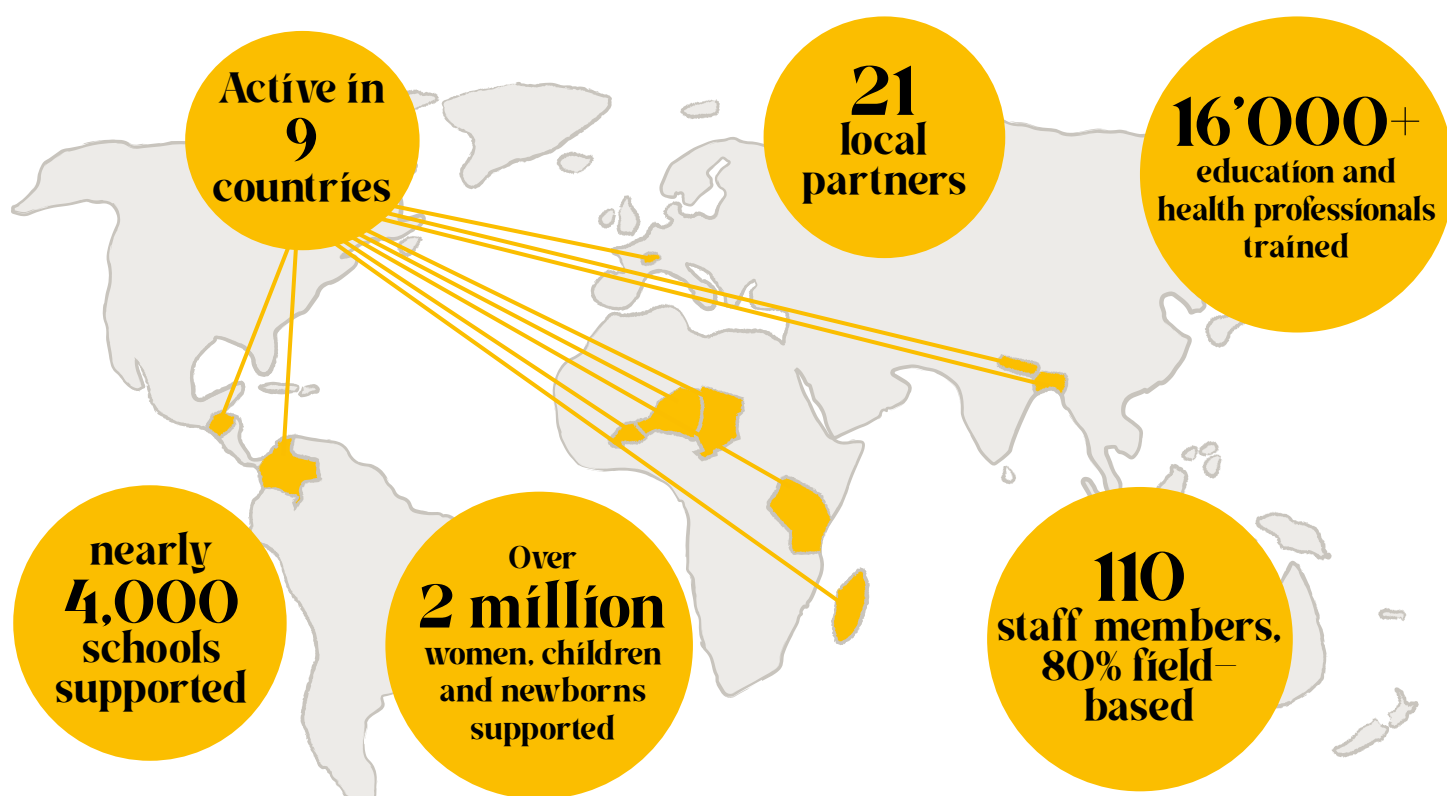 Active in
9
countries
21
local
partners
16’000+
education and
health professionals
trained
nearly
4,000
schools
supported
Over
2 million
women, children
and newborns
supported
110
staff members,
80% field–
based